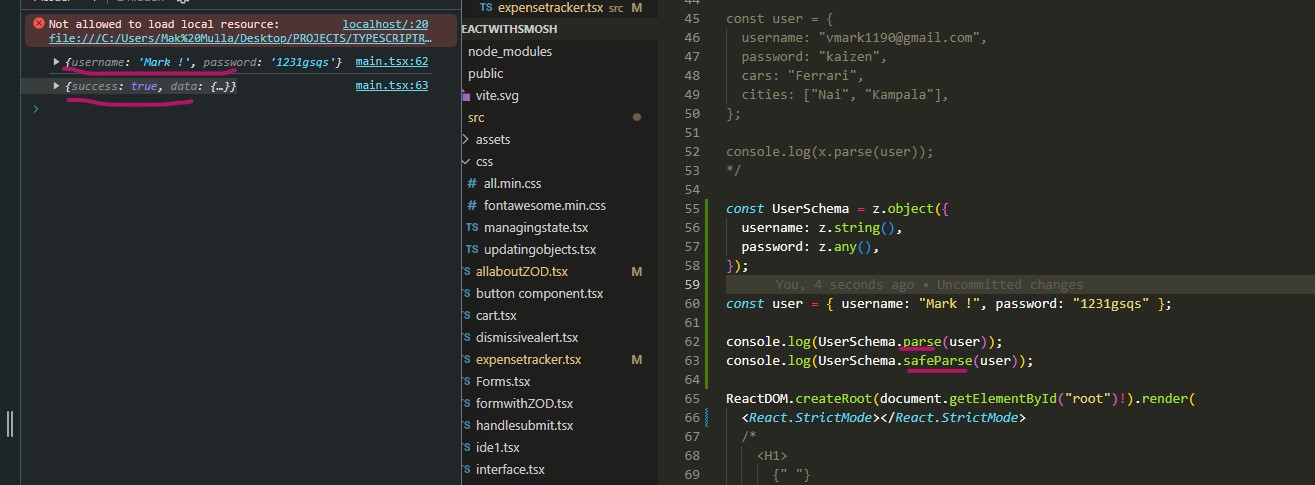 Not allowed to load local resource: localhost/:20
file:///C:/Users/Mak%20Mulla/Desktop/PROJECTS/TYPESCRIPTR…
{username: 'Mark !', password: '1231gsqs'} main.tsx:62
{success: true, data: {…}} main.tsx:63
TS expensetracker.tsx src M
EACTWITHSMOSH
node_modules
public
vite.svg
src
assets
css
# all.min.css
# fontawesome.min.css
TS managingstate.tsx
TS updatingobjects.tsx
TS allaboutZOD.tsx M
TS button component.tsx
TS cart.tsx
TS dismissivealert.tsx
TS expensetracker.tsx M
TS Forms.tsx
TS formwithZOD.tsx
TS handlesubmit.tsx
TS ide1.tsx
TS interface.tsx
44
45 const user = {
46 username: "vmark1190@gmail.com",
47 password: "kaizen",
48 cars: "Ferrari",
49 cities: ["Nai", "Kampala"],
50 };
51
52 console.log(x.parse(user));
53 */
54
55 const UserSchema = z.object({
56 username: z.string(),
57 password: z.any(),
58 });
59 You, 4 seconds ago • Uncommitted changes
60 const user = { username: "Mark !", password: "1231gsqs" };
61
62 console.log(UserSchema.parse(user));
63 console.log(UserSchema.safeParse(user));
64
65 ReactDOM.createRoot(document.getElementById("root")!).render(
66 <React.StrictMode></React.StrictMode>
67 /*
68 <H1>
69 {" "}